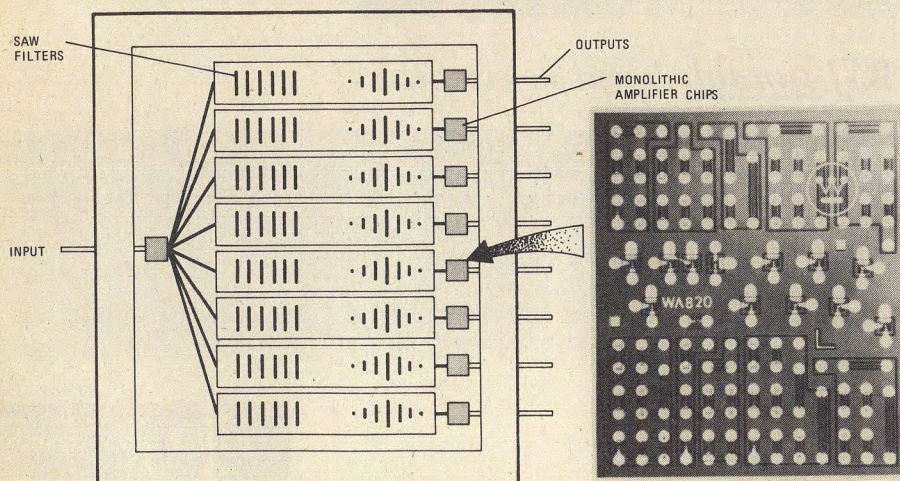 SAW
FILTERS
OUTPUTS
MONOLITHIC
AMPLIFIER CHIPS
INPUT
WA820